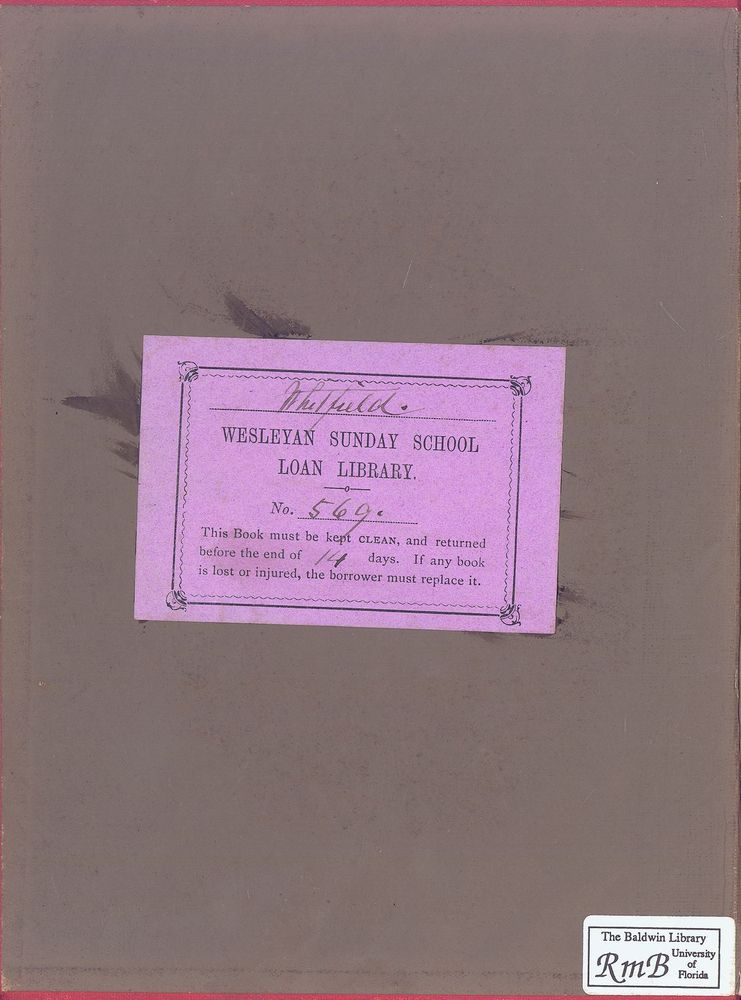 Whitfield.
WESLEYAN SUNDAY SCHOOL
LOAN LIBRARY.
No. 569.
This Book must be kept CLEAN, and returned
before the end of 14 days. If any book
is lost or injured, the borrower must replace it.
The Baldwin Library
RmB University
of
Florida